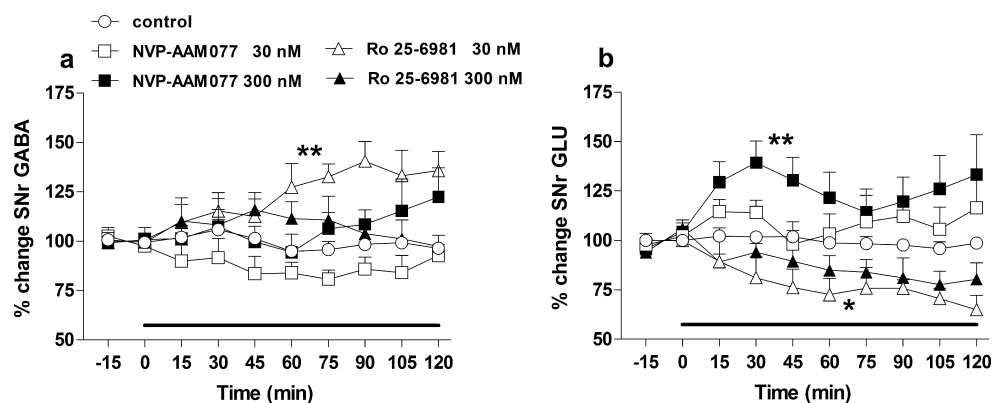 control
NVP-AAM077 30 nM
NVP-AAM077 300 nM
Ro 25-6981 30 nM
Ro 25-6981 300 nM
a
% change SNr GABA
175
150
125
100
75
50
**
-15 0 15 30 45 60 75 90 105 120
Time (min)
b
% change SNr GLU
175
150
125
100
75
50
**
*
-15 0 15 30 45 60 75 90 105 120
Time (min)